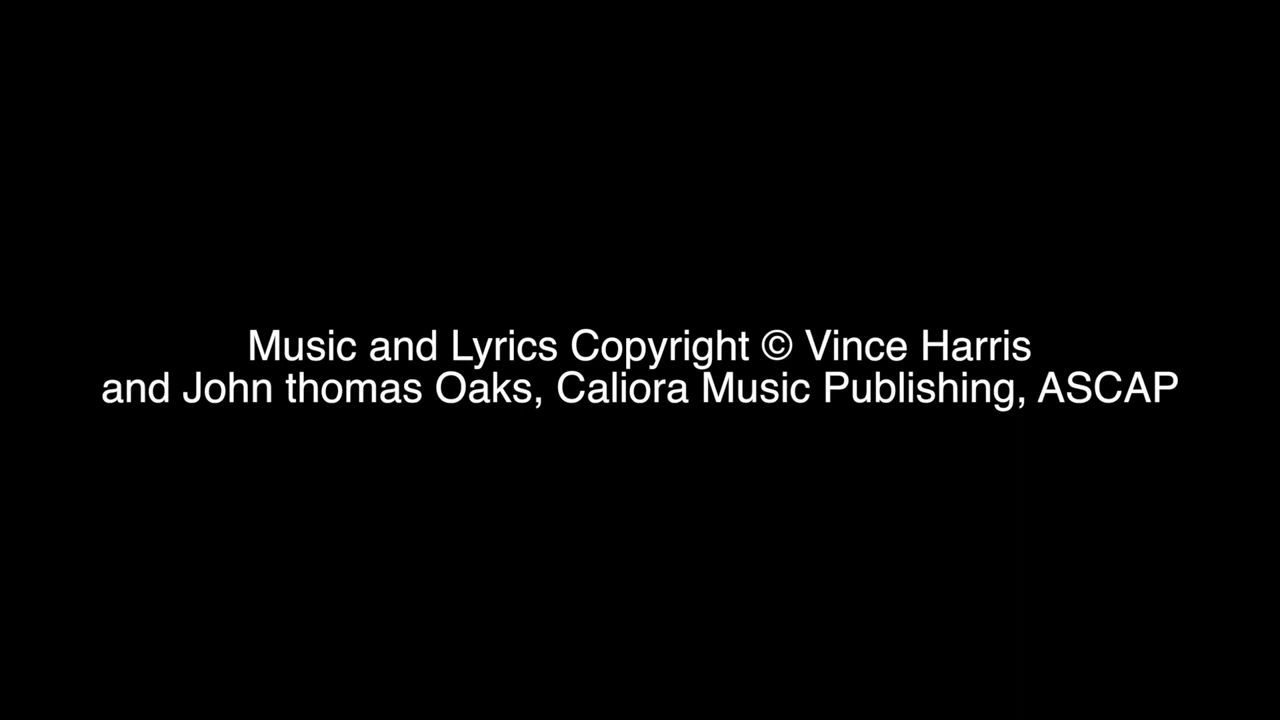 Music and Lyrics Copyright © Vince Harris
and John thomas Oaks, Caliora Music Publishing, ASCAP